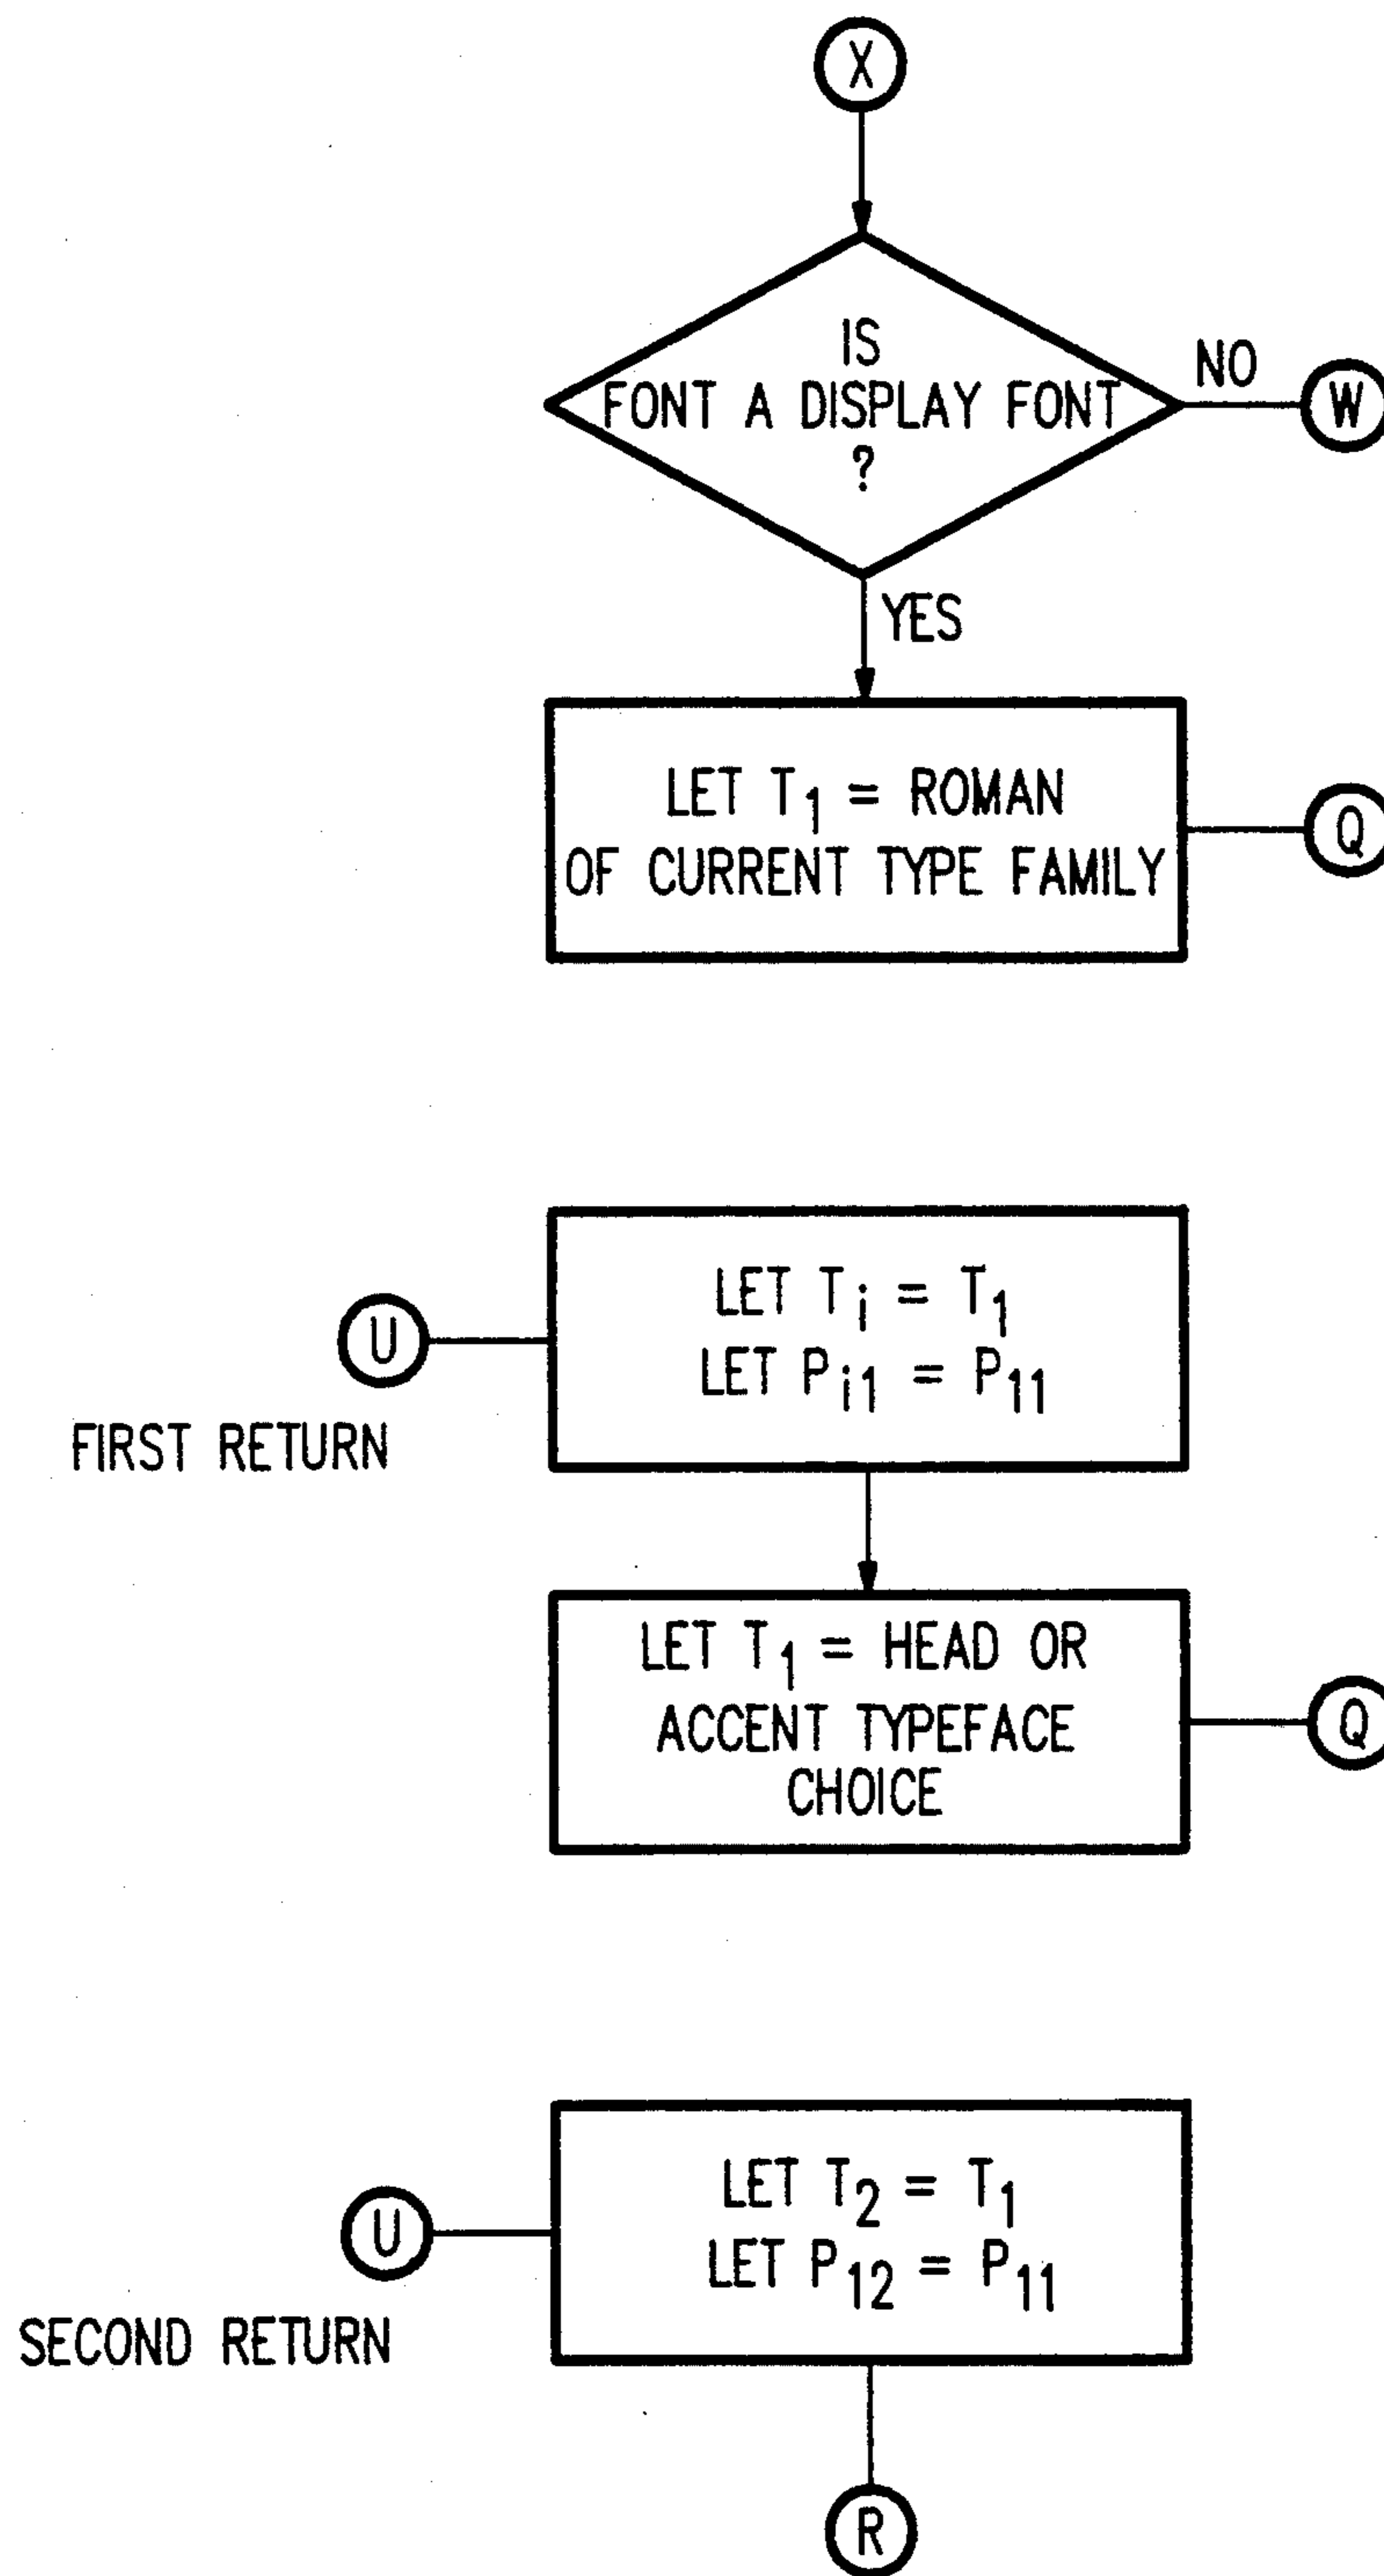 X
IS
FONT A DISPLAY FONT
?
NO
W
YES
LET T1 = ROMAN
OF CURRENT TYPE FAMILY
Q
LET Ti = T1
LET Pi1 = P11
U
FIRST RETURN
LET T1 = HEAD OR
ACCENT TYPEFACE
CHOICE
Q
LET T2 = T1
LET P12 = P11
U
SECOND RETURN
R